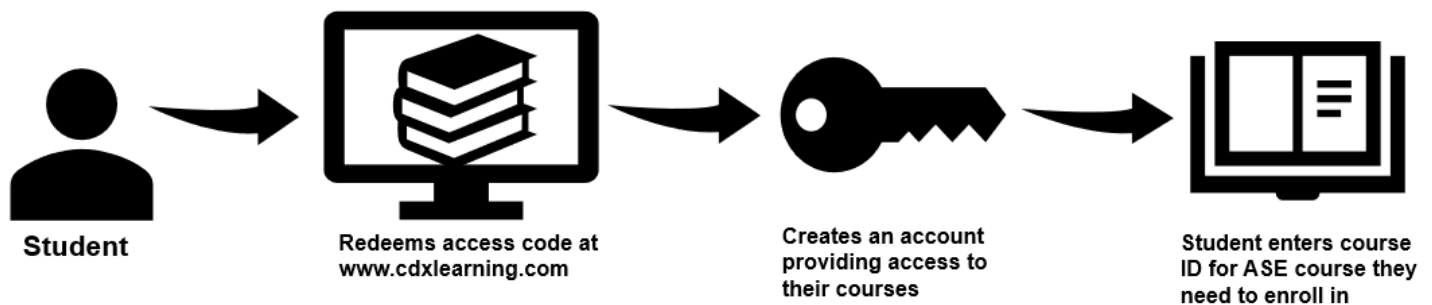 Student
Redeems access code at
www.cdxlearning.com
Creates an account
providing access to
their courses
Student enters course
ID for ASE course they
need to enroll in